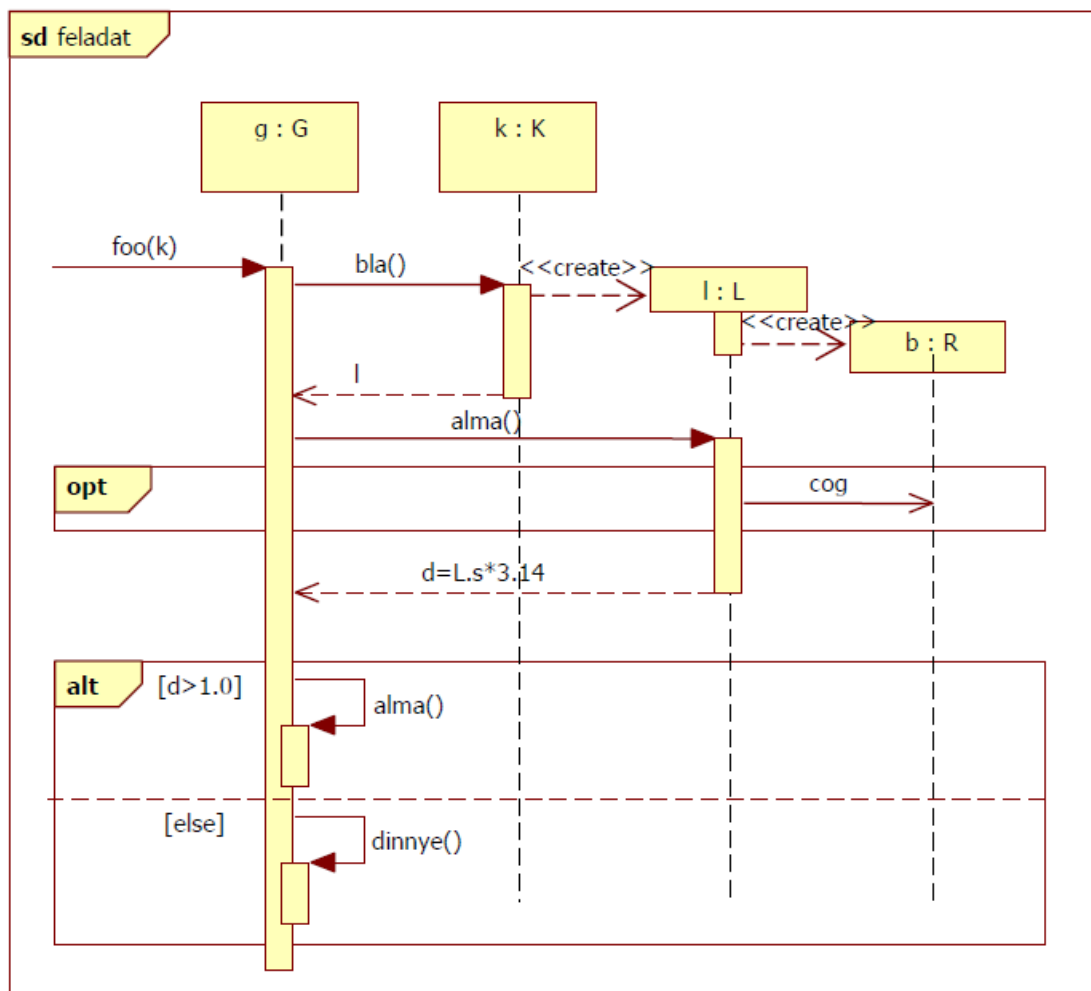 sd feladat
g : G
k : K
foo(k)
bla()
<<create>>
l : L
<<create>>
b : R
l
alma()
opt
cog
d=L.s*3.14
alt
[d>1.0]
alma()
[else]
dinnye()